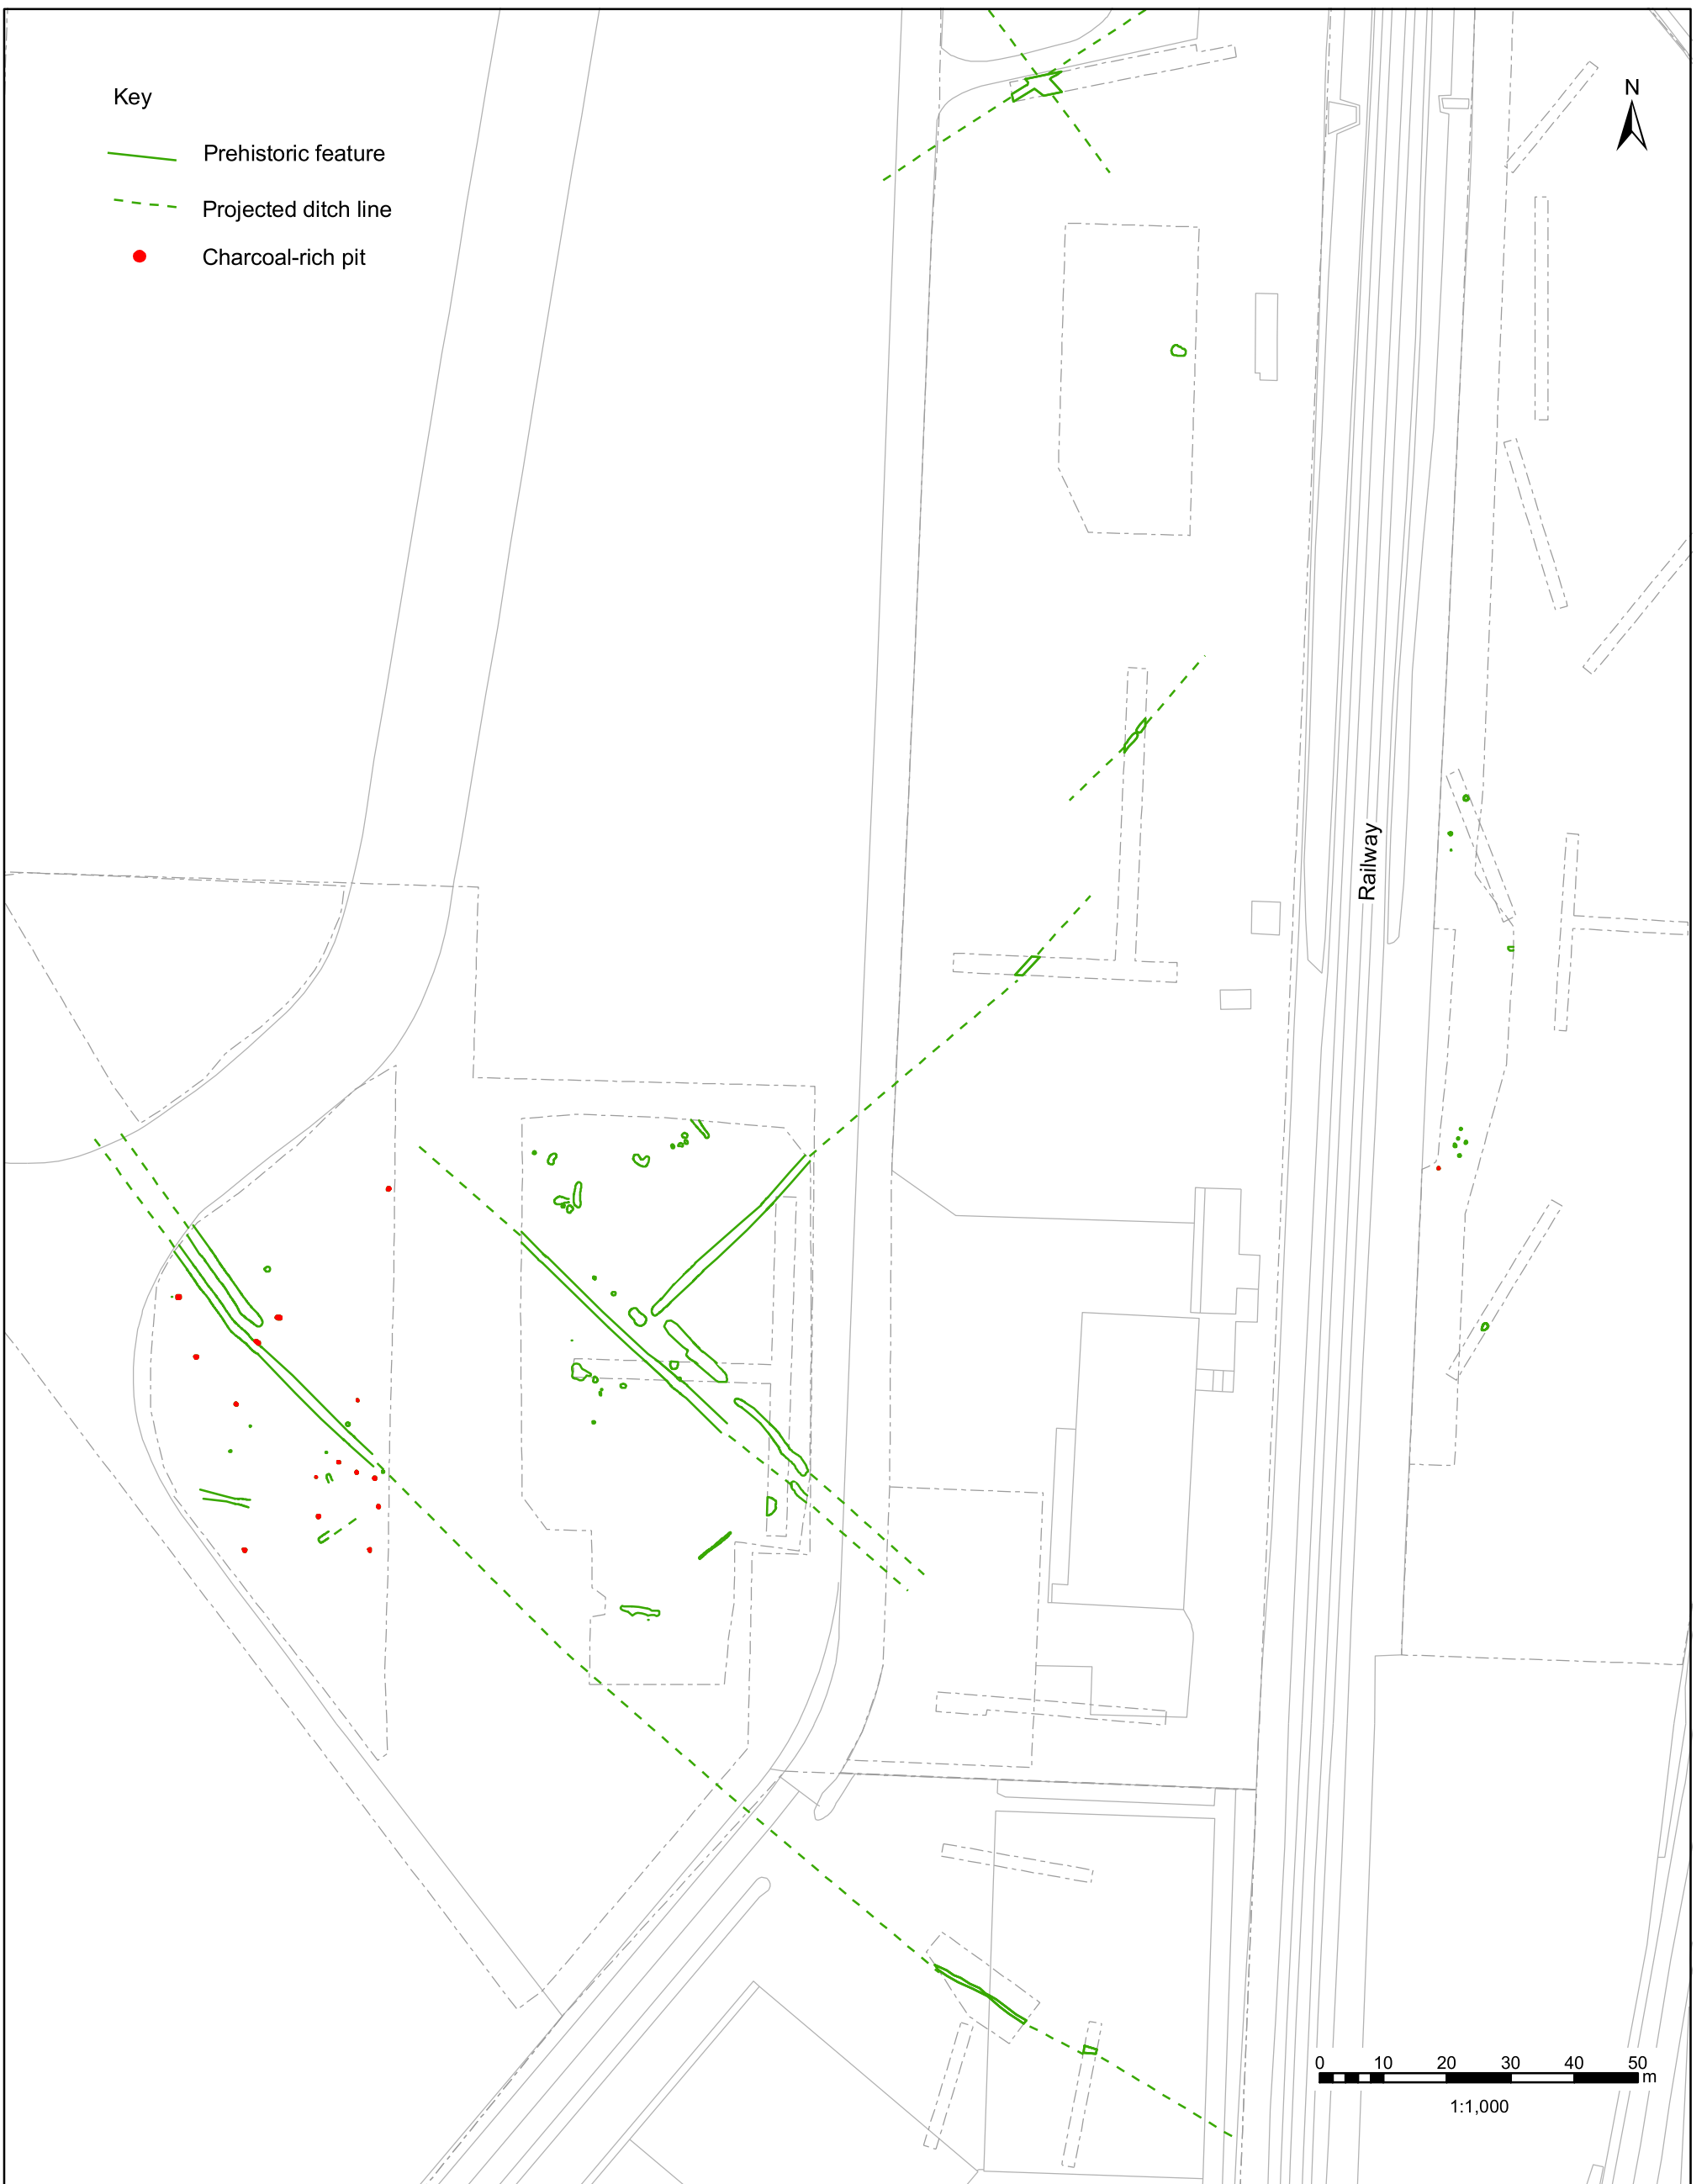 Key
N
Prehistoric feature
Projected ditch line
Charcoal-rich pit
Railway
0 10 20 30 40 50
m
1:1,000